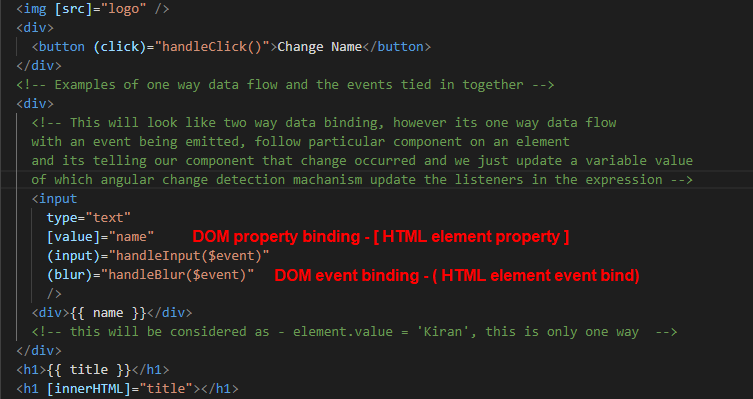 <img [src]="logo" />
<div>
<button (click)="handleClick()">Change Name</button>
</div>
<!-- Examples of one way data flow and the events tied in together -->
<div>
<!-- This will look like two way data binding, however its one way data flow
with an event being emitted, follow particular component on an element
and its telling our component that change occurred and we just update a variable value
of which angular change detection machanism update the listeners in the expression -->
<input
type="text"
[value]="name" DOM property binding - [ HTML element property ]
(input)="handleInput($event)"
(blur)="handleBlur($event)" DOM event binding - ( HTML element event bind)
/>
<div>{{ name }}</div>
<!-- this will be considered as - element.value = 'Kiran', this is only one way -->
</div>
<h1>{{ title }}</h1>
<h1 [innerHTML]="title"></h1>